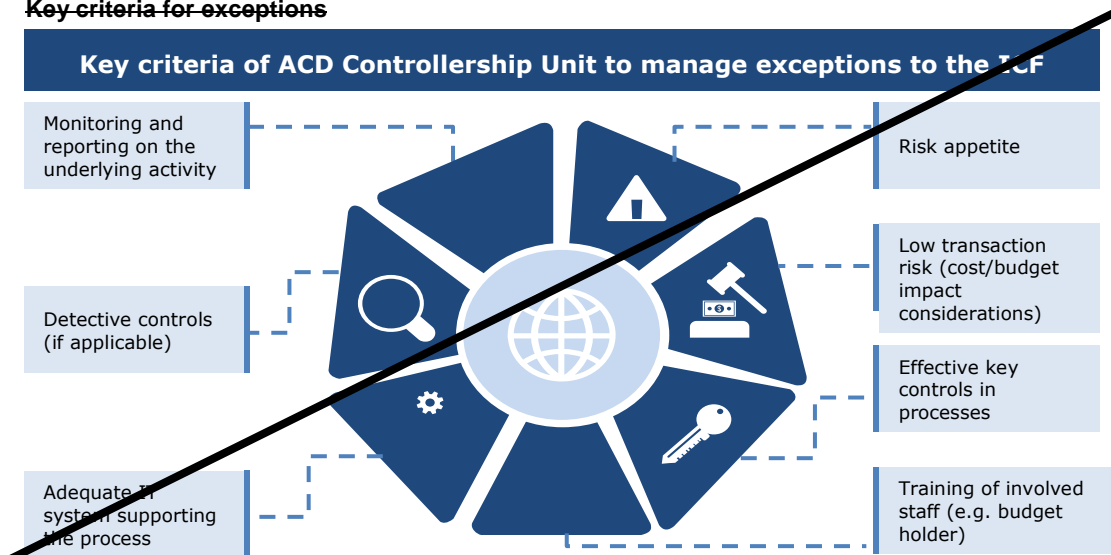 Key criteria for exceptions
Key criteria of ACD Controllership Unit to manage exceptions to the ICF
Monitoring and
reporting on the
underlying activity
Risk appetite
Low transaction
risk (cost/budget
impact
considerations)
Detective controls
(if applicable)
Effective key
controls in
processes
Adequate IT
system supporting
the process
Training of involved
staff (e.g. budget
holder)